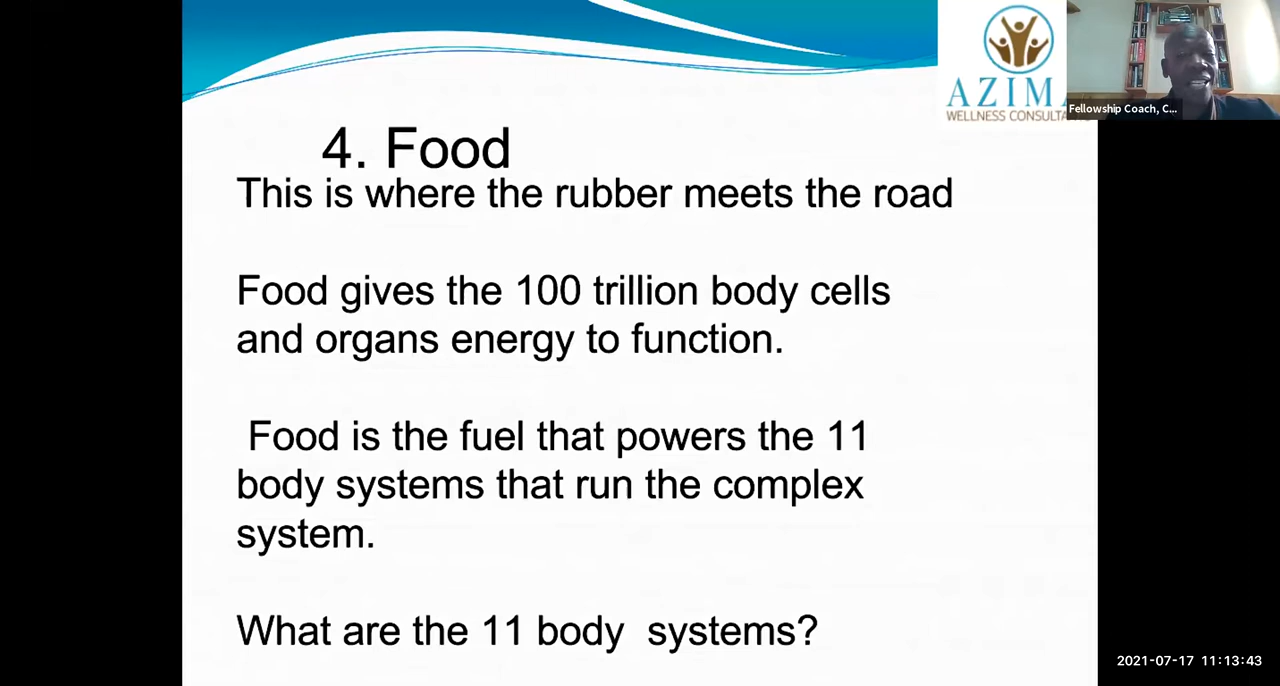 AZIMA
WELLNESS CONSULTA
Fellowship Coach, C...
4. Food
This is where the rubber meets the road
Food gives the 100 trillion body cells
and organs energy to function.
Food is the fuel that powers the 11
body systems that run the complex
system.
What are the 11 body systems?
2021-07-17 11:13:43